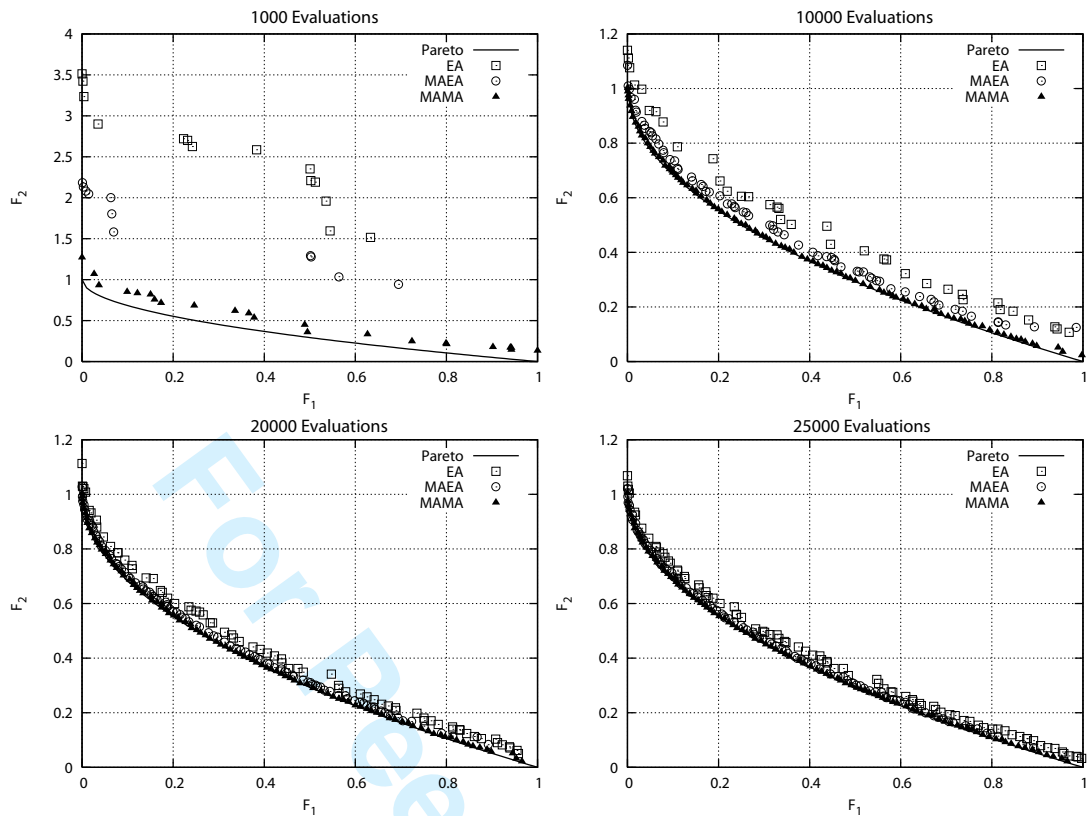 1000 Evaluations
4
3.5
3
2.5
2
1.5
1
0.5
0
F2
0 0.2 0.4 0.6 0.8 1
F1
Pareto
EA
MAEA
MAMA
10000 Evaluations
1.2
1
0.8
0.6
0.4
0.2
0
F2
0 0.2 0.4 0.6 0.8 1
F1
Pareto
EA
MAEA
MAMA
20000 Evaluations
1.2
1
0.8
0.6
0.4
0.2
0
F2
0 0.2 0.4 0.6 0.8 1
F1
Pareto
EA
MAEA
MAMA
25000 Evaluations
1.2
1
0.8
0.6
0.4
0.2
0
F2
0 0.2 0.4 0.6 0.8 1
F1
Pareto
EA
MAEA
MAMA
For Pee